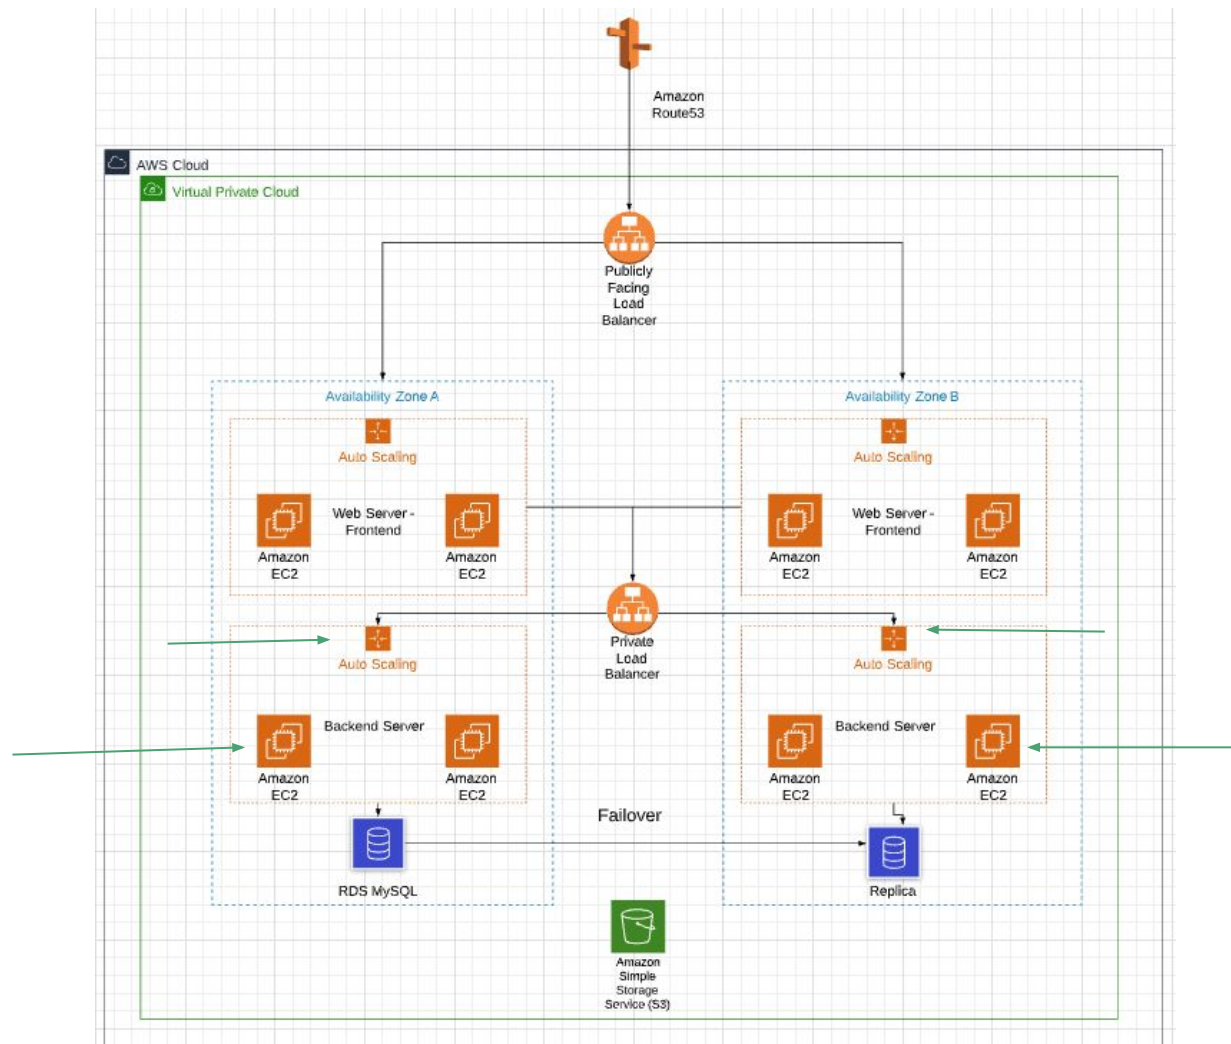 Amazon
Route53
AWS Cloud
Virtual Private Cloud
Publicly
Facing
Load
Balancer
Availability Zone A
Auto Scaling
Web Server -
Frontend
Amazon
EC2
Amazon
EC2
Availability Zone B
Auto Scaling
Web Server -
Frontend
Amazon
EC2
Amazon
EC2
Private
Load
Balancer
Auto Scaling
Backend Server
Amazon
EC2
Amazon
EC2
Auto Scaling
Backend Server
Amazon
EC2
Amazon
EC2
Failover
RDS MySQL
Replica
Amazon
Simple
Storage
Service (S3)